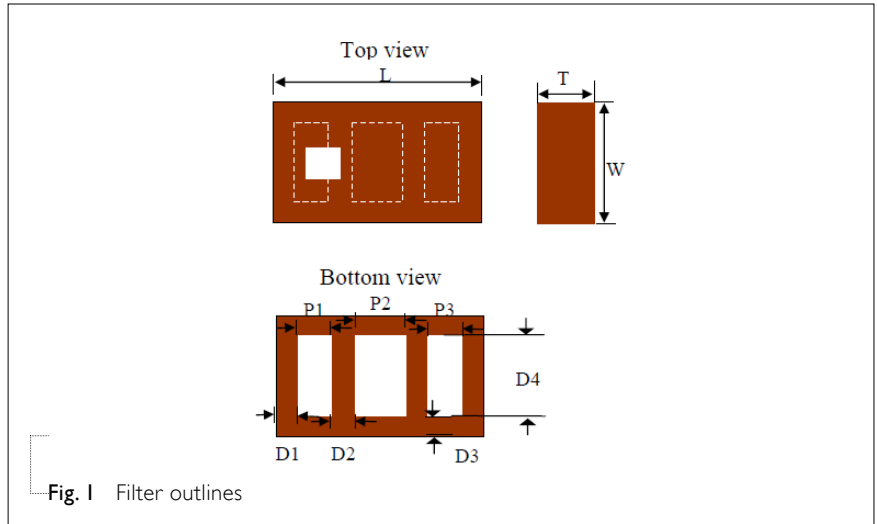 Top view
L
T
W
Bottom view
P1 P2 P3
D4
D1 D2 D3
Fig. 1 Filter outlines